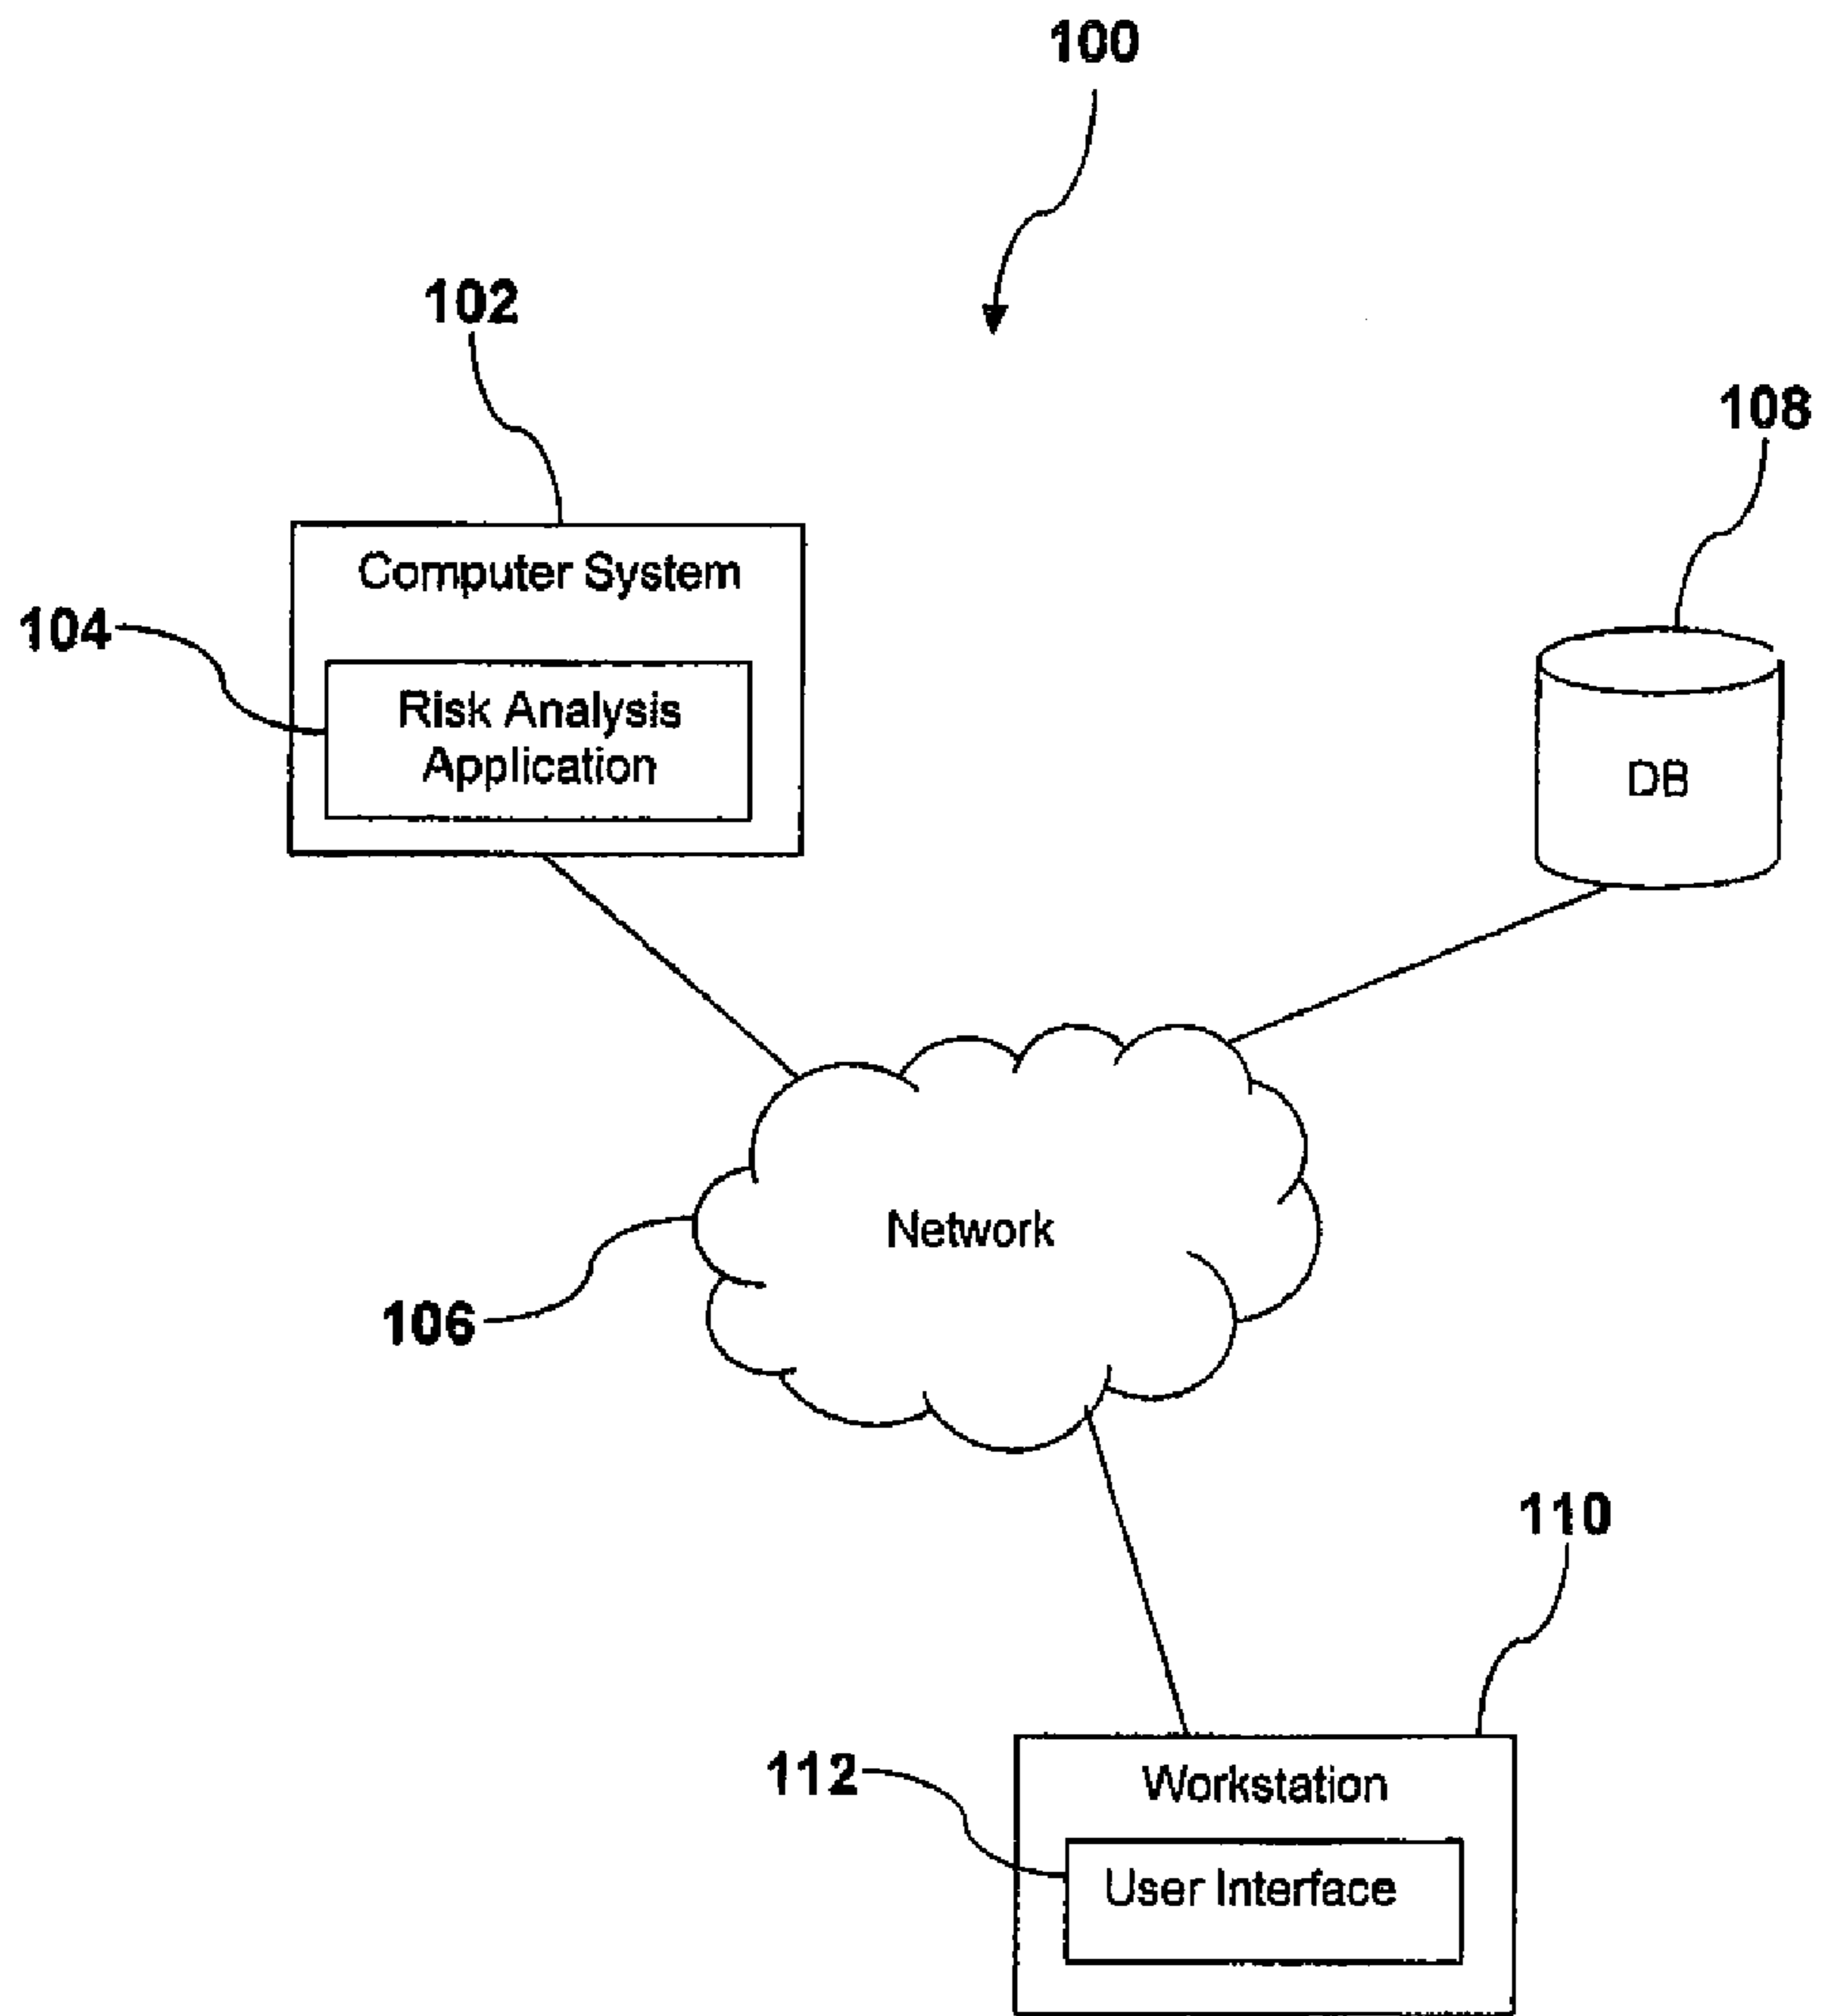 100
102
108
Computer System
104
Risk Analysis
Application
DB
Network
106
110
112
Workstation
User Interface